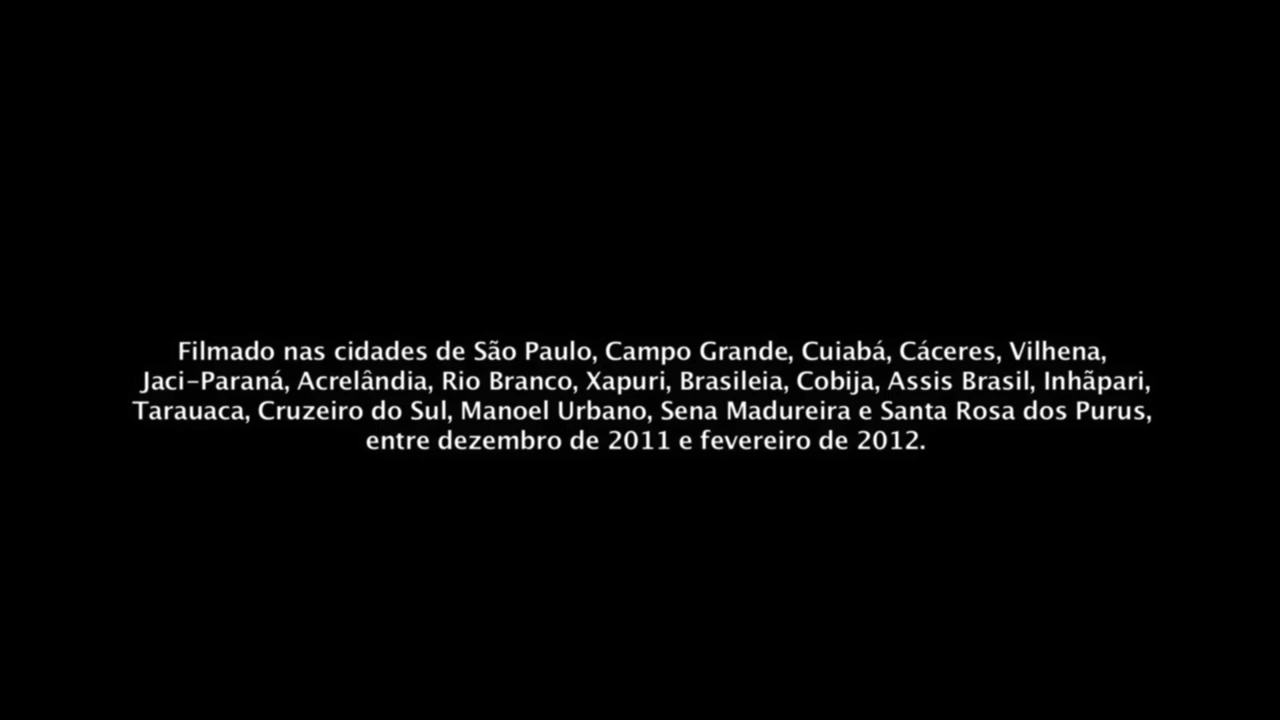 Filmado nas cidades de São Paulo, Campo Grande, Cuiabá, Cáceres, Vilhena,
Jaci-Paraná, Acrelândia, Rio Branco, Xapuri, Brasileia, Cobija, Assis Brasil, Inhãpari,
Tarauaca, Cruzeiro do Sul, Manoel Urbano, Sena Madureira e Santa Rosa dos Purus,
entre dezembro de 2011 e fevereiro de 2012.